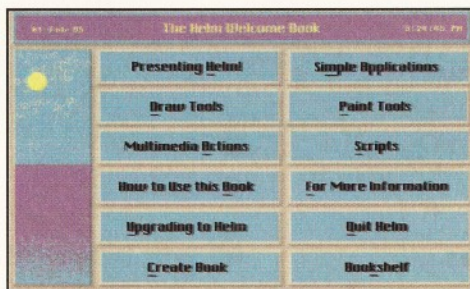 The Helm Welcome Book
Presenting Helm!
Simple Applications
Draw Tools
Paint Tools
Multimedia Actions
Scripts
How to Use this Book
For More Information
Upgrading to Helm
Quit Helm
Create Book
Bookshelf